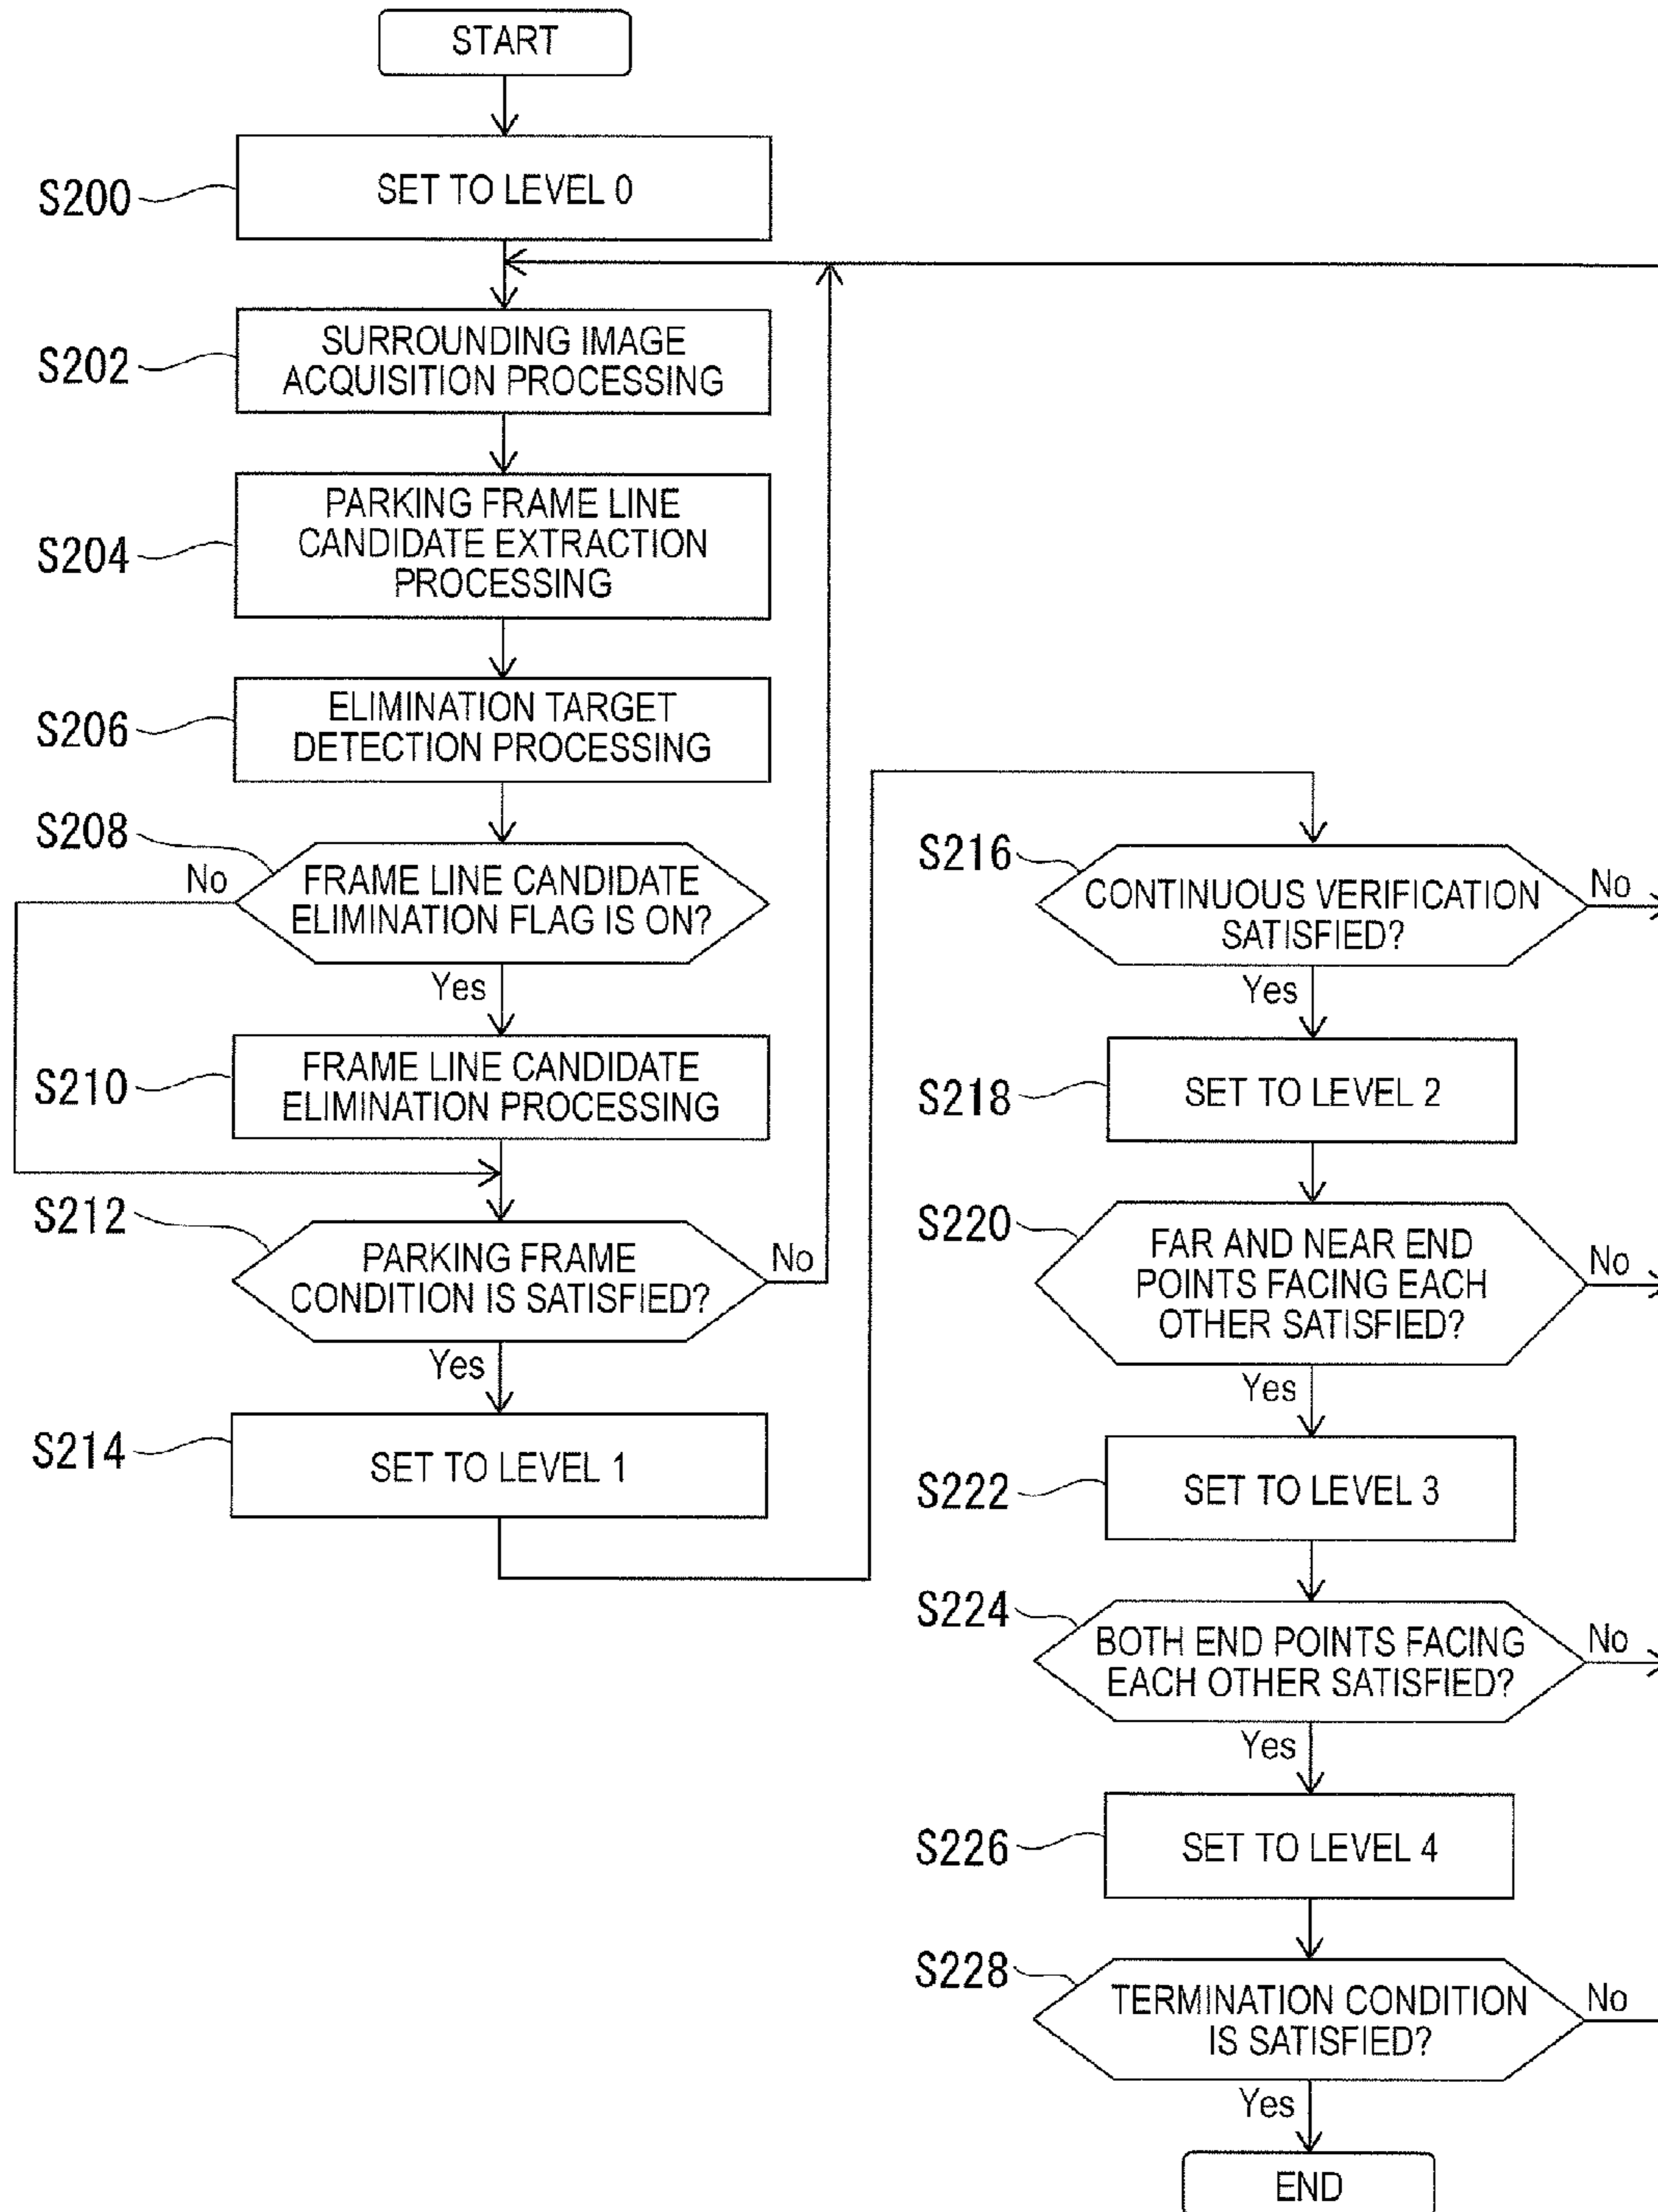 START
S200
SET TO LEVEL 0
S202
SURROUNDING IMAGE
ACQUISITION PROCESSING
S204
PARKING FRAME LINE
CANDIDATE EXTRACTION
PROCESSING
S206
ELIMINATION TARGET
DETECTION PROCESSING
S208
No
FRAME LINE CANDIDATE
ELIMINATION FLAG IS ON?
Yes
S210
FRAME LINE CANDIDATE
ELIMINATION PROCESSING
S212
PARKING FRAME
CONDITION IS SATISFIED?
No
Yes
S214
SET TO LEVEL 1
S216
CONTINUOUS VERIFICATION
SATISFIED?
No
Yes
S218
SET TO LEVEL 2
S220
FAR AND NEAR END
POINTS FACING EACH
OTHER SATISFIED?
No
Yes
S222
SET TO LEVEL 3
S224
BOTH END POINTS FACING
EACH OTHER SATISFIED?
No
Yes
S226
SET TO LEVEL 4
S228
TERMINATION CONDITION
IS SATISFIED?
No
Yes
END